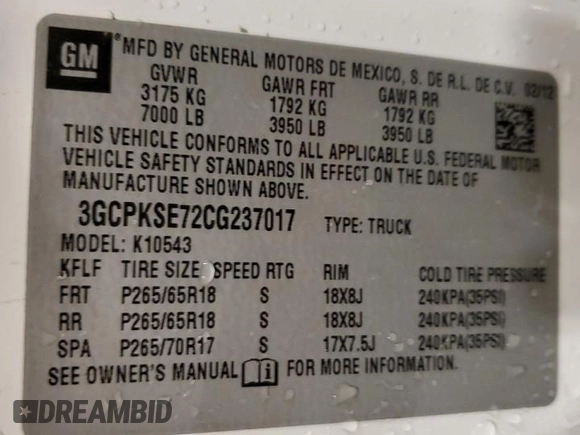 GM
*MFD BY GENERAL MOTORS DE MEXICO, S. DE R.L. DE C.V. 02/12
GVWR GAWR FRT GAWR RR
3175 KG 1792 KG 1792 KG
7000 LB 3950 LB 3950 LB
THIS VEHICLE CONFORMS TO ALL APPLICABLE U.S. FEDERAL MOTOR
VEHICLE SAFETY STANDARDS IN EFFECT ON THE DATE OF
MANUFACTURE SHOWN ABOVE.
3GCPKSE72CG237017 TYPE: TRUCK
MODEL: K10543
KFLF TIRE SIZE SPEED RTG RIM COLD TIRE PRESSURE
FRT P265/65R18 S 18X8J 240KPA(35PSI)
RR P265/65R18 S 18X8J 240KPA(35PSI)
SPA P265/70R17 S 17X7.5J 240KPA(35PSI)
SEE OWNER'S MANUAL i FOR MORE INFORMATION
DREAMBID